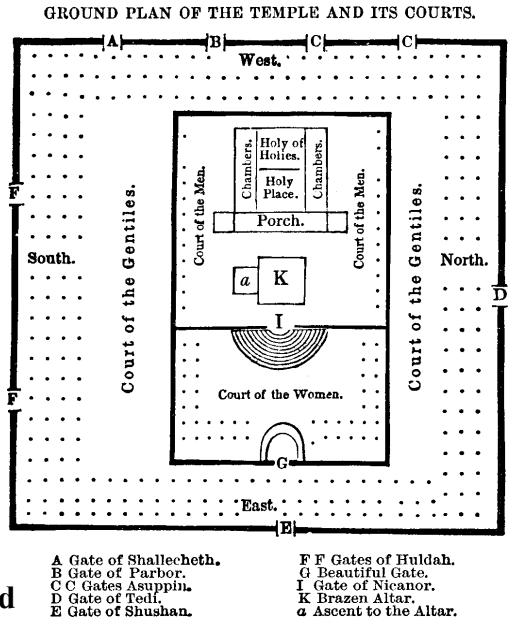 GROUND PLAN OF THE TEMPLE AND ITS COURTS.
A B C C
West.
Chambers.
Holy of
Holies.
Holy
Place.
Chambers.
Court of the Men.
Court of the Men.
Porch.
F
South.
Court of the Gentiles.
Court of the Gentiles.
North.
a K
D
I
F
Court of the Women.
G
East.
E
A Gate of Shallecheth.
B Gate of Parbor.
C C Gates Asuppin.
D Gate of Tedi.
E Gate of Shushan.
F F Gates of Huldah.
G Beautiful Gate.
I Gate of Nicanor.
K Brazen Altar.
a Ascent to the Altar.
d